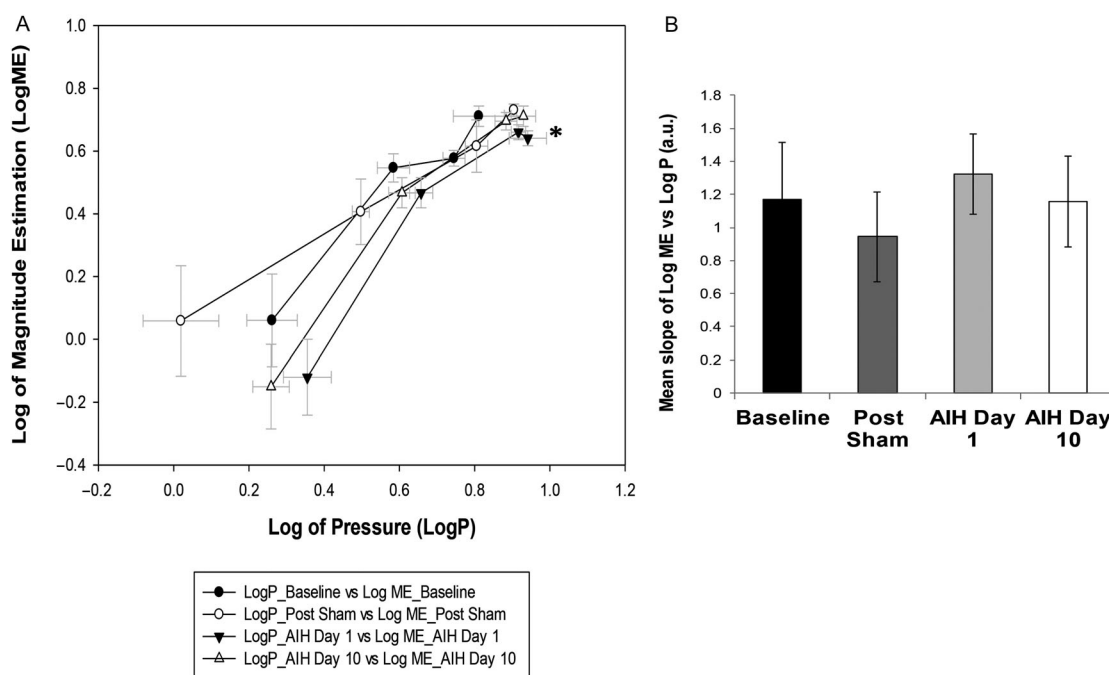 A
Log of Magnitude Estimation (LogME)
1.0
0.8
0.6
0.4
0.2
0.0
−0.2
−0.4
*
−0.2 0.0 0.2 0.4 0.6 0.8 1.0 1.2
Log of Pressure (LogP)
LogP_Baseline vs Log ME_Baseline
LogP_Post Sham vs Log ME_Post Sham
LogP_AIH Day 1 vs Log ME_AIH Day 1
LogP_AIH Day 10 vs Log ME_AIH Day 10
B
Mean slope of Log ME vs Log P (a.u.)
1.8
1.6
1.4
1.2
1
0.8
0.6
0.4
0.2
0
Baseline Post AIH Day AIH Day
Sham 1 10